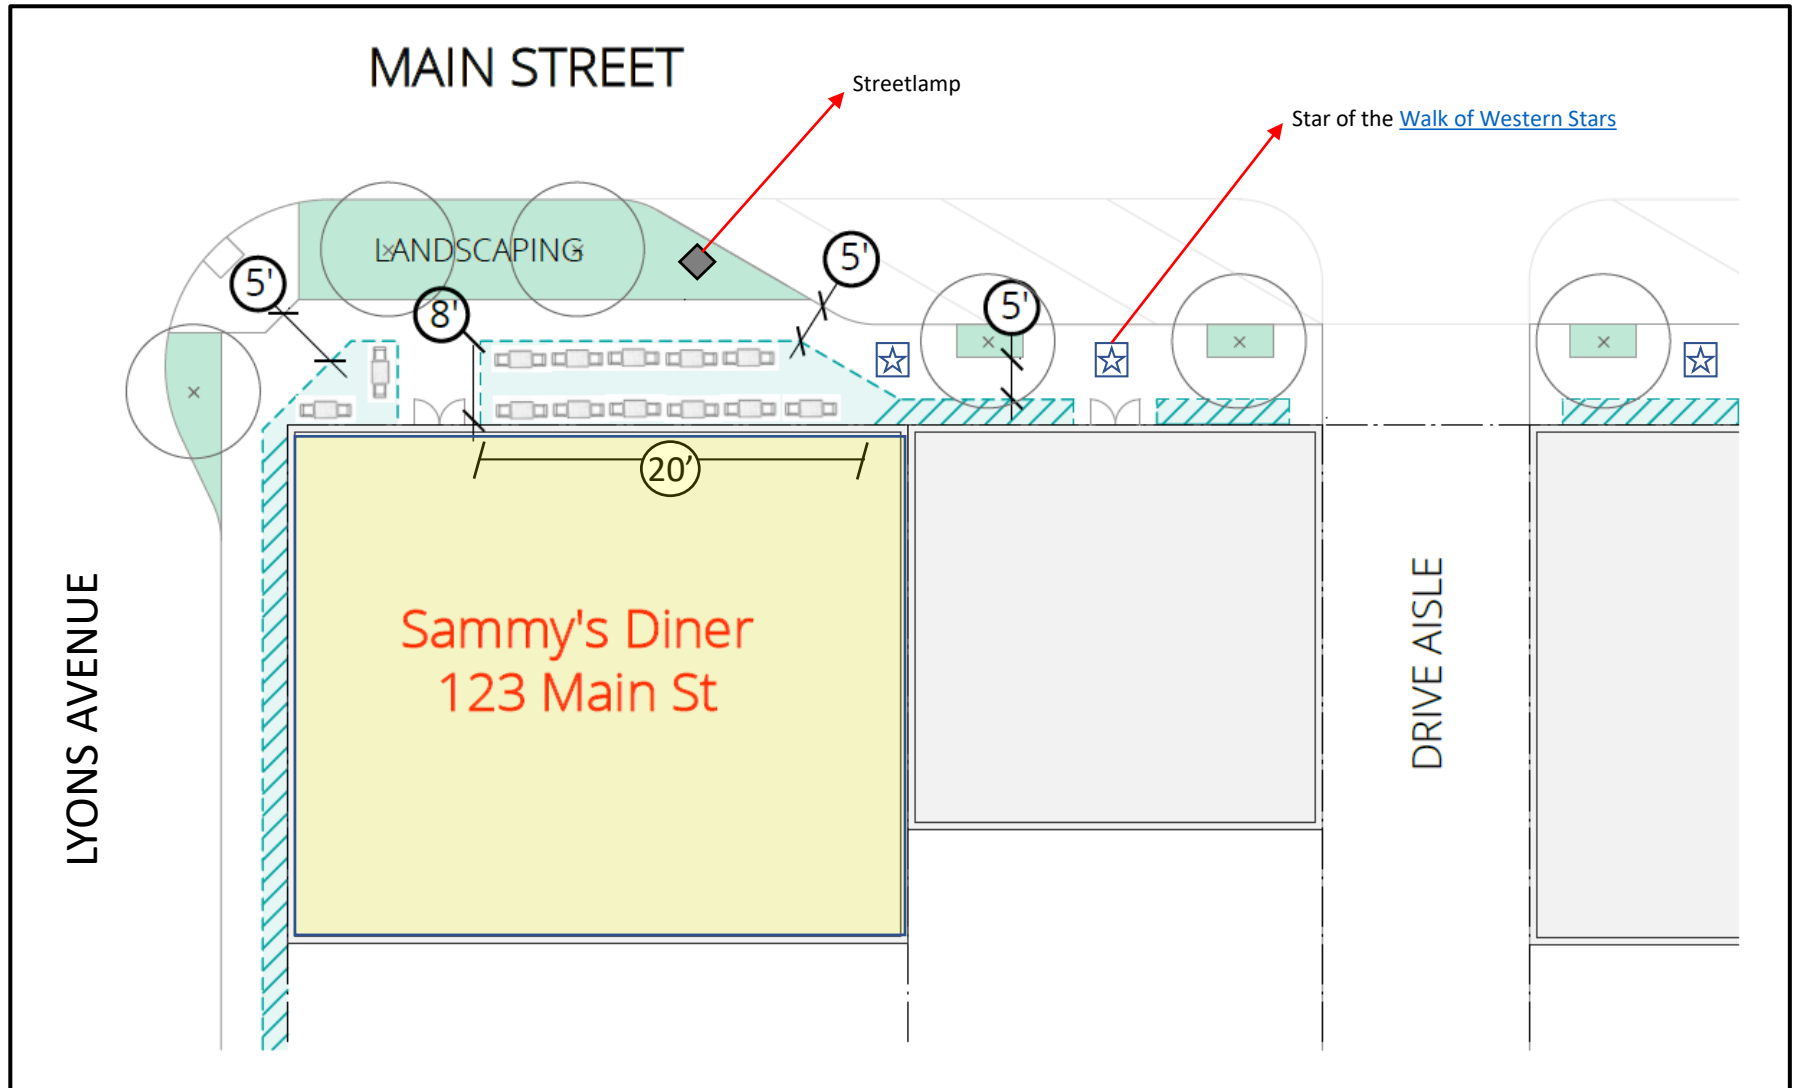 MAIN STREET
Streetlamp
Star of the Walk of Western Stars
LANDSCAPING
5'
5'
8'
5'
20'
Sammy's Diner
123 Main St
LYONS AVENUE
DRIVE AISLE